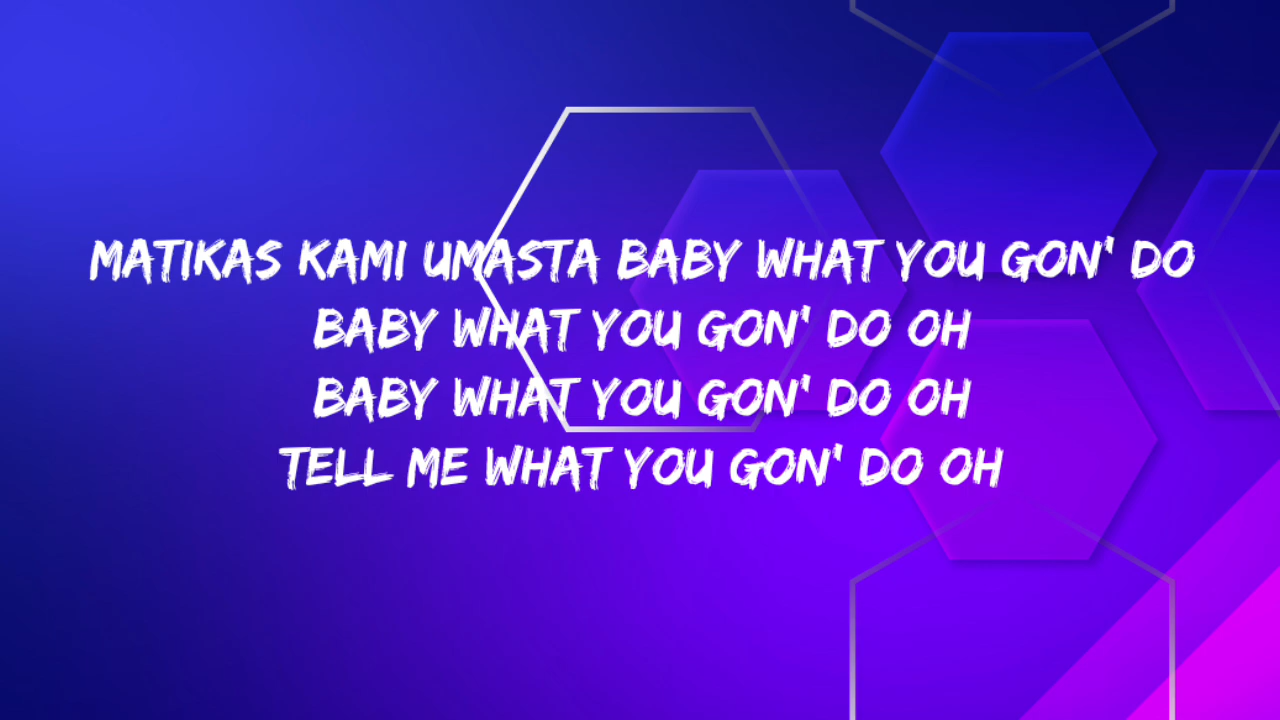 MATIKAS KAMI UMASTA BABY WHAT YOU GON' DO
BABY WHAT YOU GON' DO OH
BABY WHAT YOU GON' DO OH
TELL ME WHAT YOU GON' DO OH